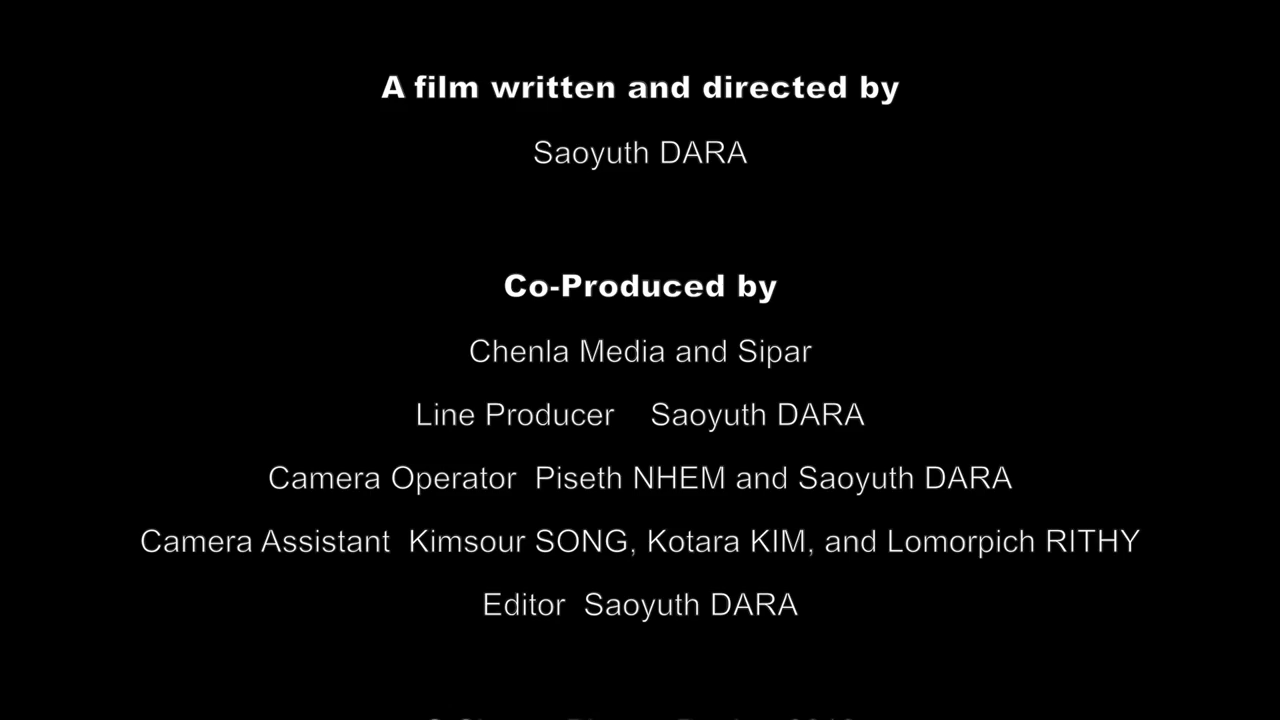 A film written and directed by
Saoyuth DARA
Co-Produced by
Chenla Media and Sipar
Line Producer Saoyuth DARA
Camera Operator Piseth NHEM and Saoyuth DARA
Camera Assistant Kimsour SONG, Kotara KIM, and Lomorpich RITHY
Editor Saoyuth DARA